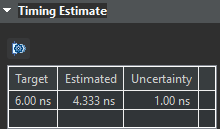 Timing Estimate
Target Estimated Uncertainty
6.00 ns 4.333 ns 1.00 ns